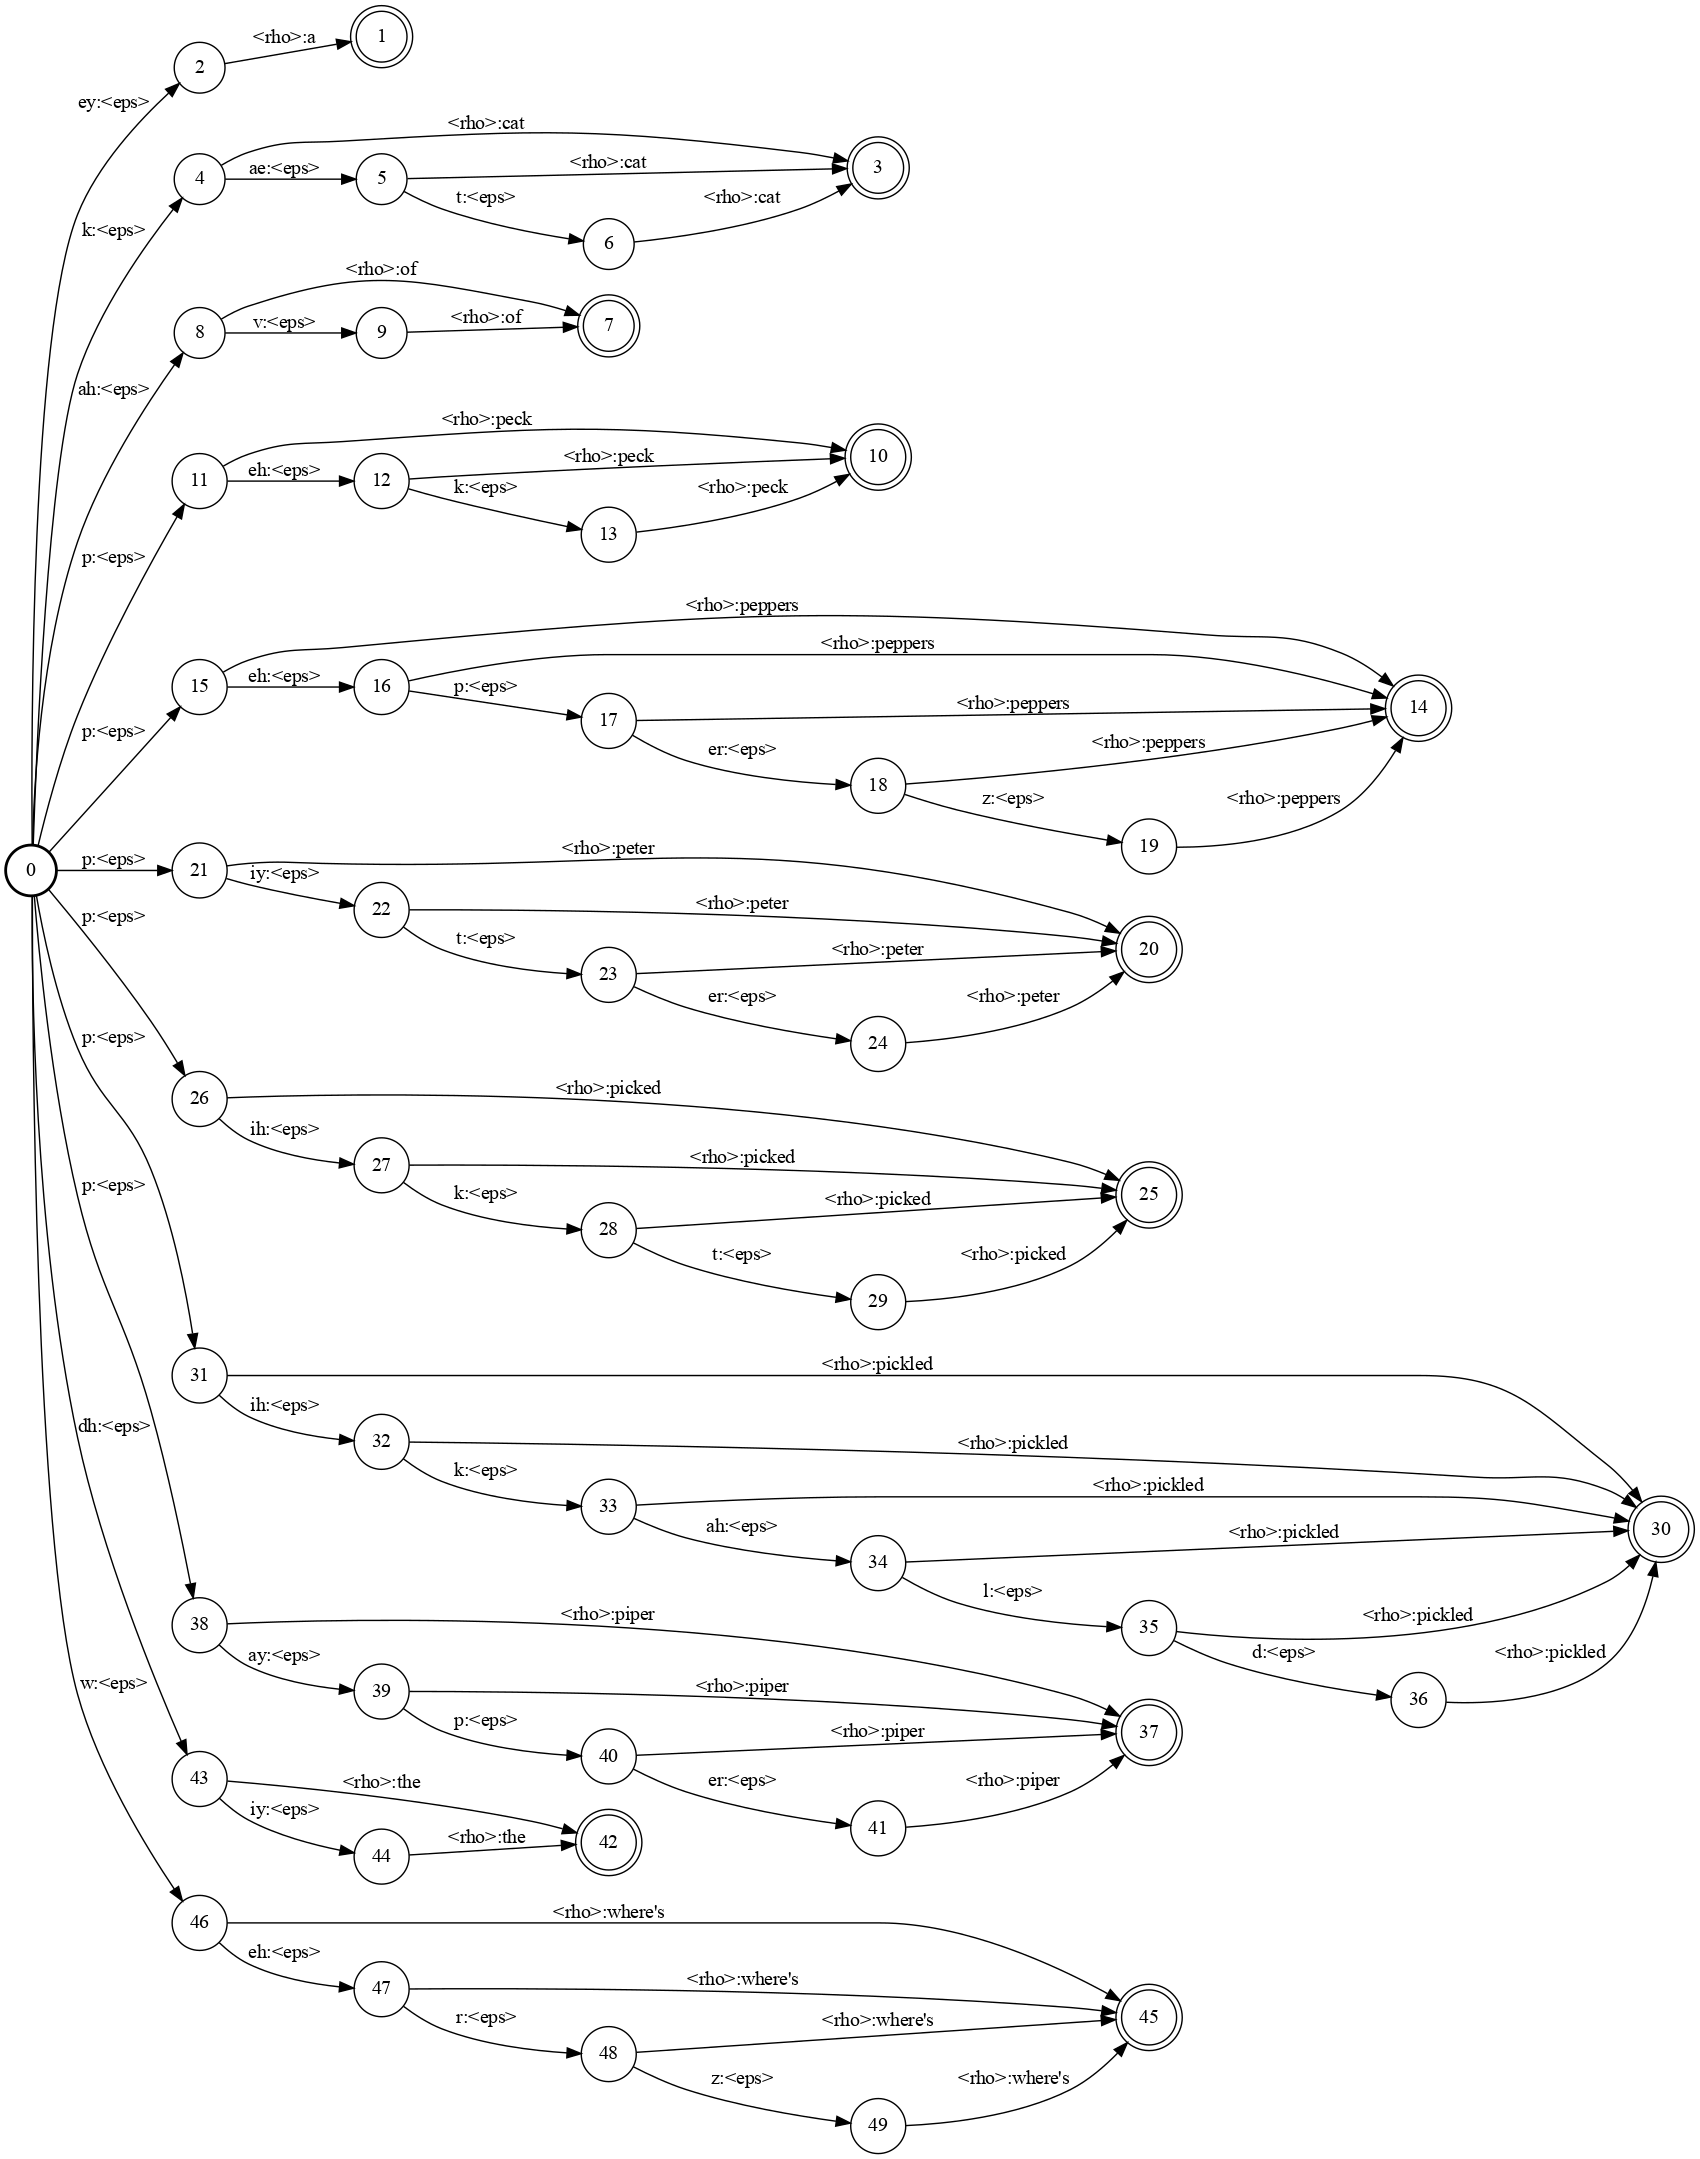 1
<rho>:a
2
ey:<eps>
<rho>:cat
3
4
ae:<eps>
5
<rho>:cat
t:<eps>
<rho>:cat
k:<eps>
6
<rho>:of
7
8
v:<eps>
9
<rho>:of
ah:<eps>
<rho>:peck
10
11
eh:<eps>
12
<rho>:peck
k:<eps>
<rho>:peck
13
p:<eps>
<rho>:peppers
<rho>:peppers
15
eh:<eps>
16
p:<eps>
17
<rho>:peppers
14
p:<eps>
er:<eps>
<rho>:peppers
18
z:<eps>
<rho>:peppers
19
<rho>:peter
0
p:<eps>
21
iy:<eps>
22
<rho>:peter
p:<eps>
t:<eps>
23
<rho>:peter
20
er:<eps>
<rho>:peter
24
p:<eps>
<rho>:picked
26
ih:<eps>
27
<rho>:picked
p:<eps>
k:<eps>
28
<rho>:picked
25
t:<eps>
<rho>:picked
29
<rho>:pickled
31
ih:<eps>
32
<rho>:pickled
dh:<eps>
k:<eps>
33
<rho>:pickled
ah:<eps>
34
<rho>:pickled
30
l:<eps>
35
<rho>:pickled
d:<eps>
<rho>:pickled
36
<rho>:piper
38
ay:<eps>
39
<rho>:piper
w:<eps>
p:<eps>
40
<rho>:piper
37
er:<eps>
<rho>:piper
41
43
<rho>:the
iy:<eps>
44
<rho>:the
42
<rho>:where's
46
eh:<eps>
47
<rho>:where's
r:<eps>
48
<rho>:where's
45
z:<eps>
<rho>:where's
49